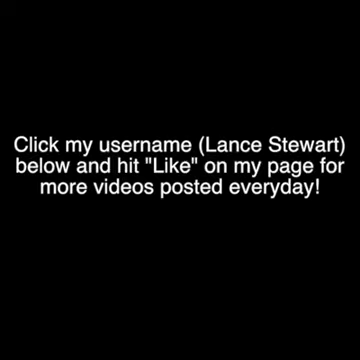 Click my username (Lance Stewart)
below and hit "Like" on my page for
more videos posted everyday!